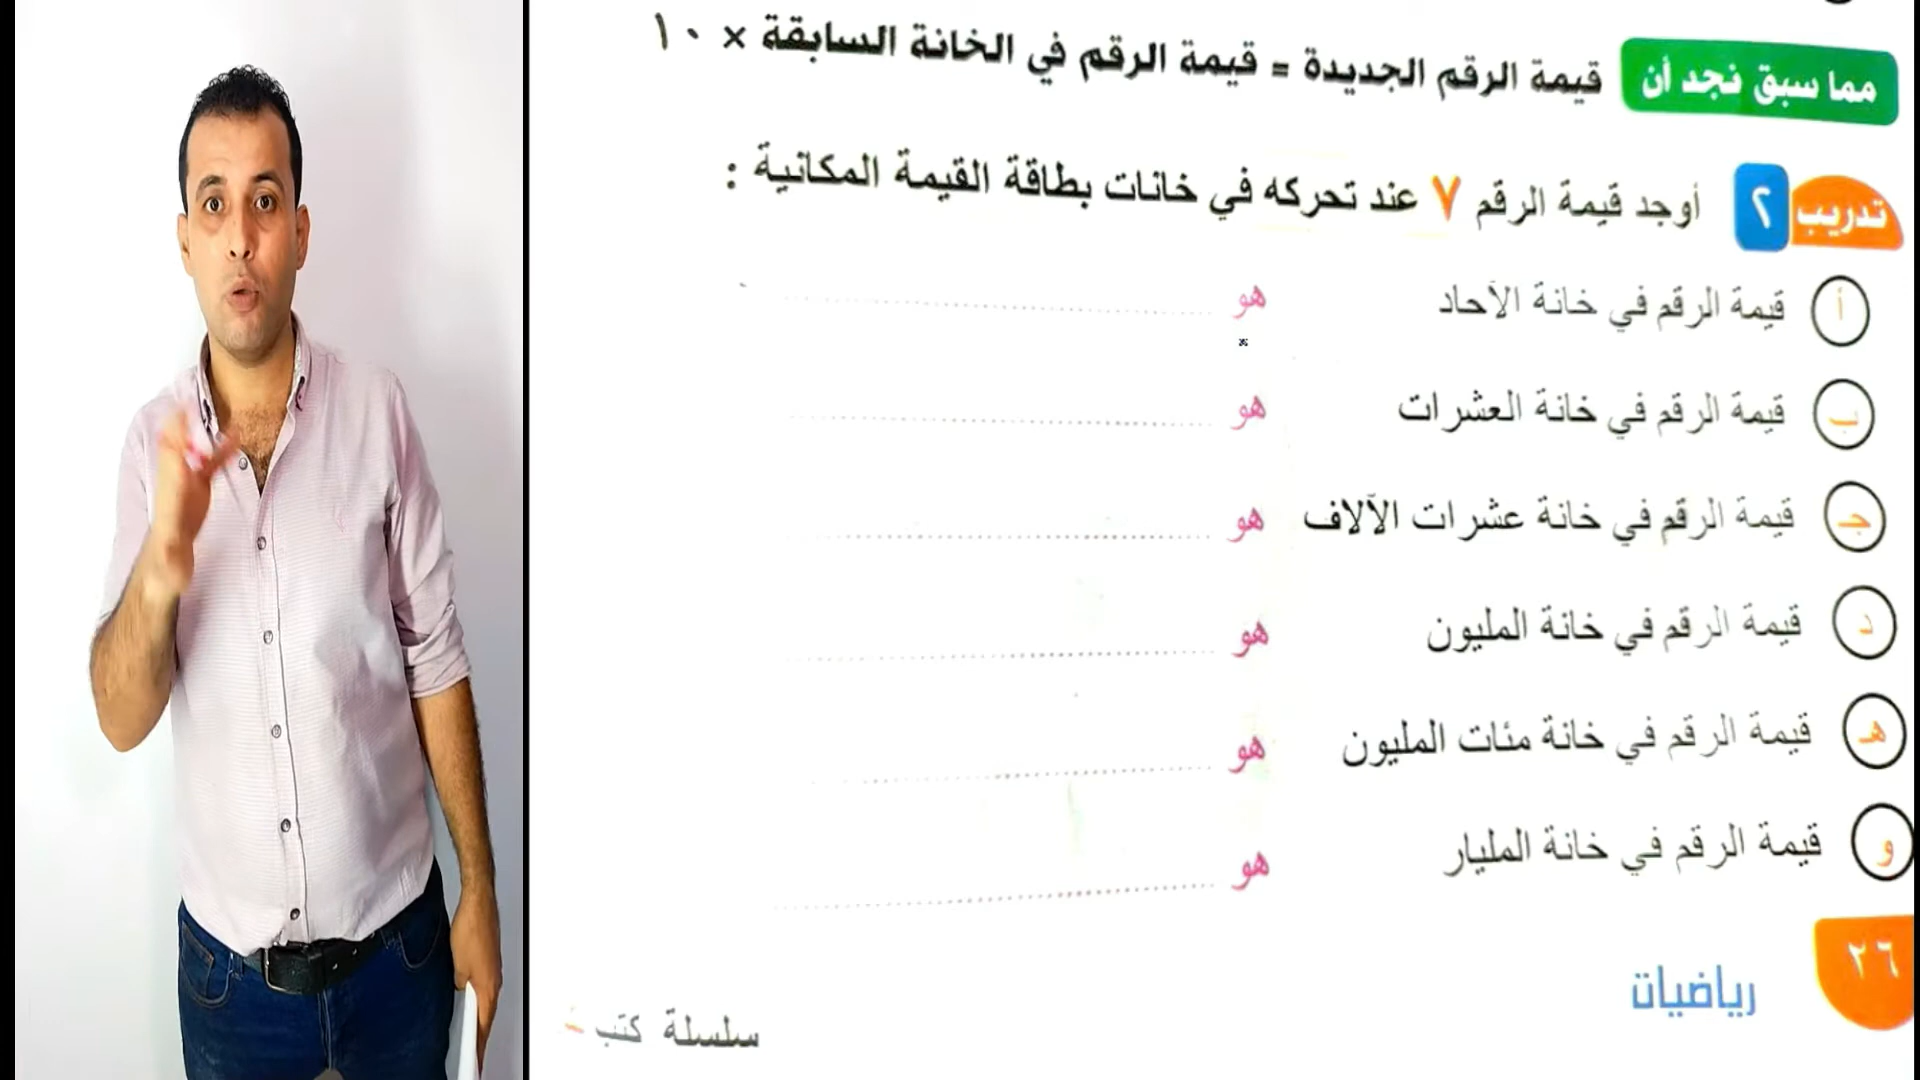 مما سبق نجد أن قيمة الرقم الجديدة = قيمة الرقم في الخانة السابقة × ١٠
تدريب ٢ أوجد قيمة الرقم ٧ عند تحركه في خانات بطاقة القيمة المكانية :
أ قيمة الرقم في خانة الآحاد هو
ب قيمة الرقم في خانة العشرات هو
جـ قيمة الرقم في خانة عشرات الآلاف هو
د قيمة الرقم في خانة المليون هو
هـ قيمة الرقم في خانة مئات المليون هو
و قيمة الرقم في خانة المليار هو
٢٦
رياضيات
سلسلة كتب